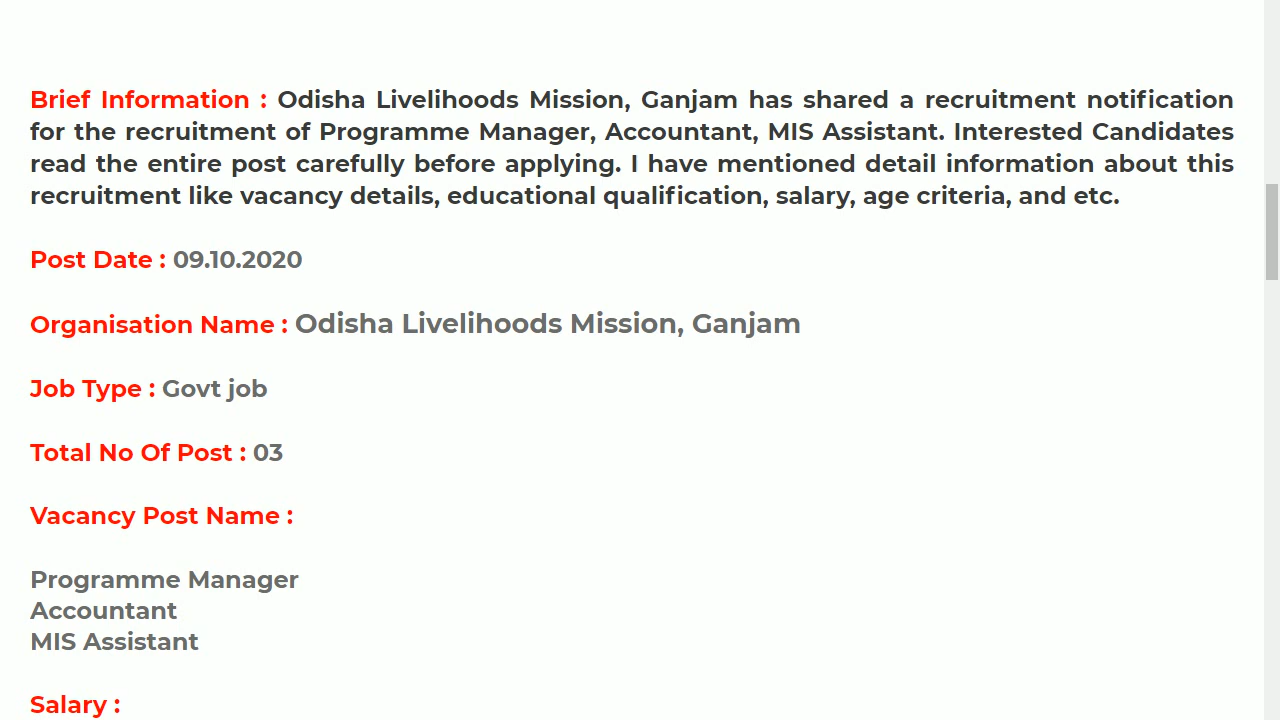 Brief Information : Odisha Livelihoods Mission, Ganjam has shared a recruitment notification
for the recruitment of Programme Manager, Accountant, MIS Assistant. Interested Candidates
read the entire post carefully before applying. I have mentioned detail information about this
recruitment like vacancy details, educational qualification, salary, age criteria, and etc.
Post Date : 09.10.2020
Organisation Name : Odisha Livelihoods Mission, Ganjam
Job Type : Govt job
Total No Of Post : 03
Vacancy Post Name :
Programme Manager
Accountant
MIS Assistant
Salary :